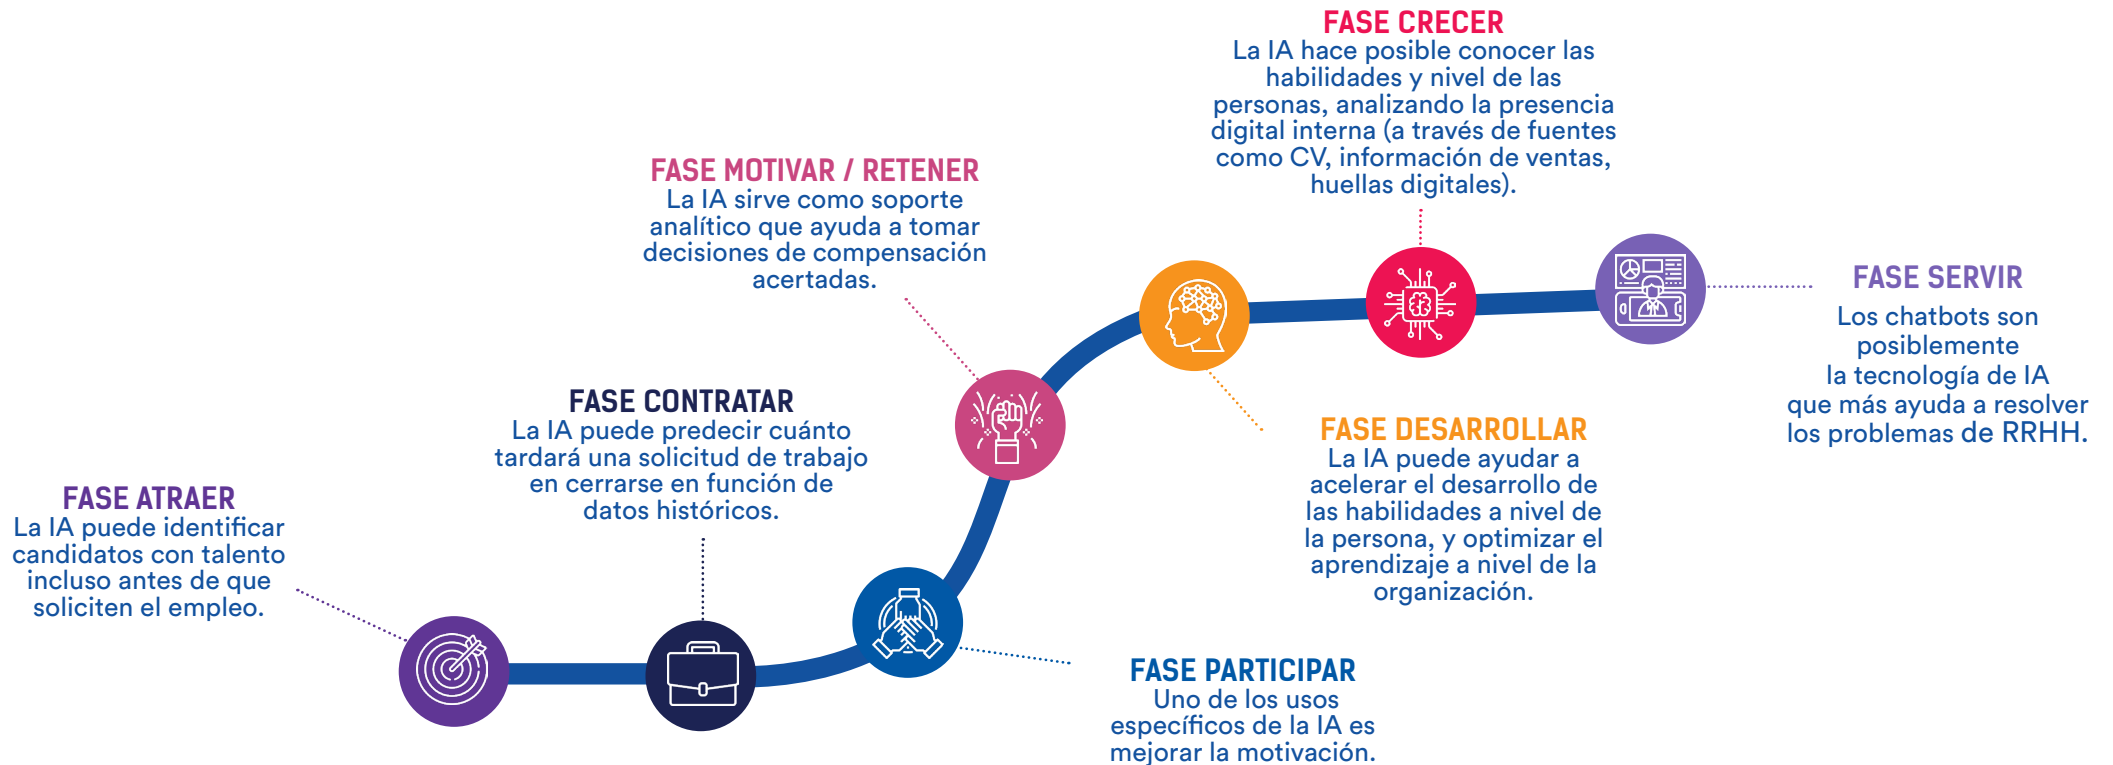 FASE ATRAER
La IA puede identificar
candidatos con talento
incluso antes de que
soliciten el empleo.
FASE CONTRATAR
La IA puede predecir cuánto
tardará una solicitud de trabajo
en cerrarse en función de
datos históricos.
FASE PARTICIPAR
Uno de los usos
específicos de la IA es
mejorar la motivación.
FASE MOTIVAR / RETENER
La IA sirve como soporte
analítico que ayuda a tomar
decisiones de compensación
acertadas.
FASE DESARROLLAR
La IA puede ayudar a
acelerar el desarrollo de
las habilidades a nivel de
la persona, y optimizar el
aprendizaje a nivel de la
organización.
FASE CRECER
La IA hace posible conocer las
habilidades y nivel de las
personas, analizando la presencia
digital interna (a través de fuentes
como CV, información de ventas,
huellas digitales).
FASE SERVIR
Los chatbots son
posiblemente
la tecnología de IA
que más ayuda a resolver
los problemas de RRHH.